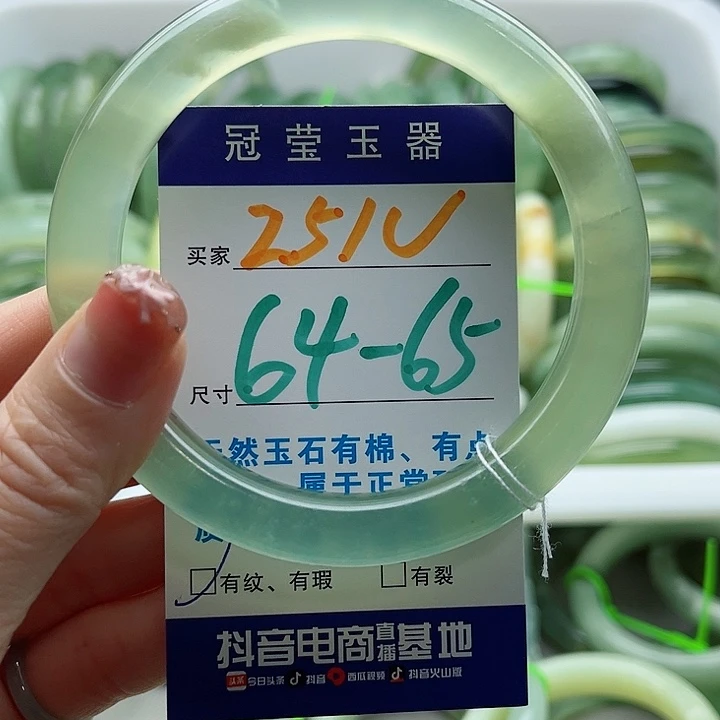 冠莹玉器
买家 251U
尺寸 64-65
天然玉石有棉、有点
属于正常
有纹、有瑕 有裂
抖音电商直播基地
头条 今日头条 抖音 西瓜视频 抖音火山版